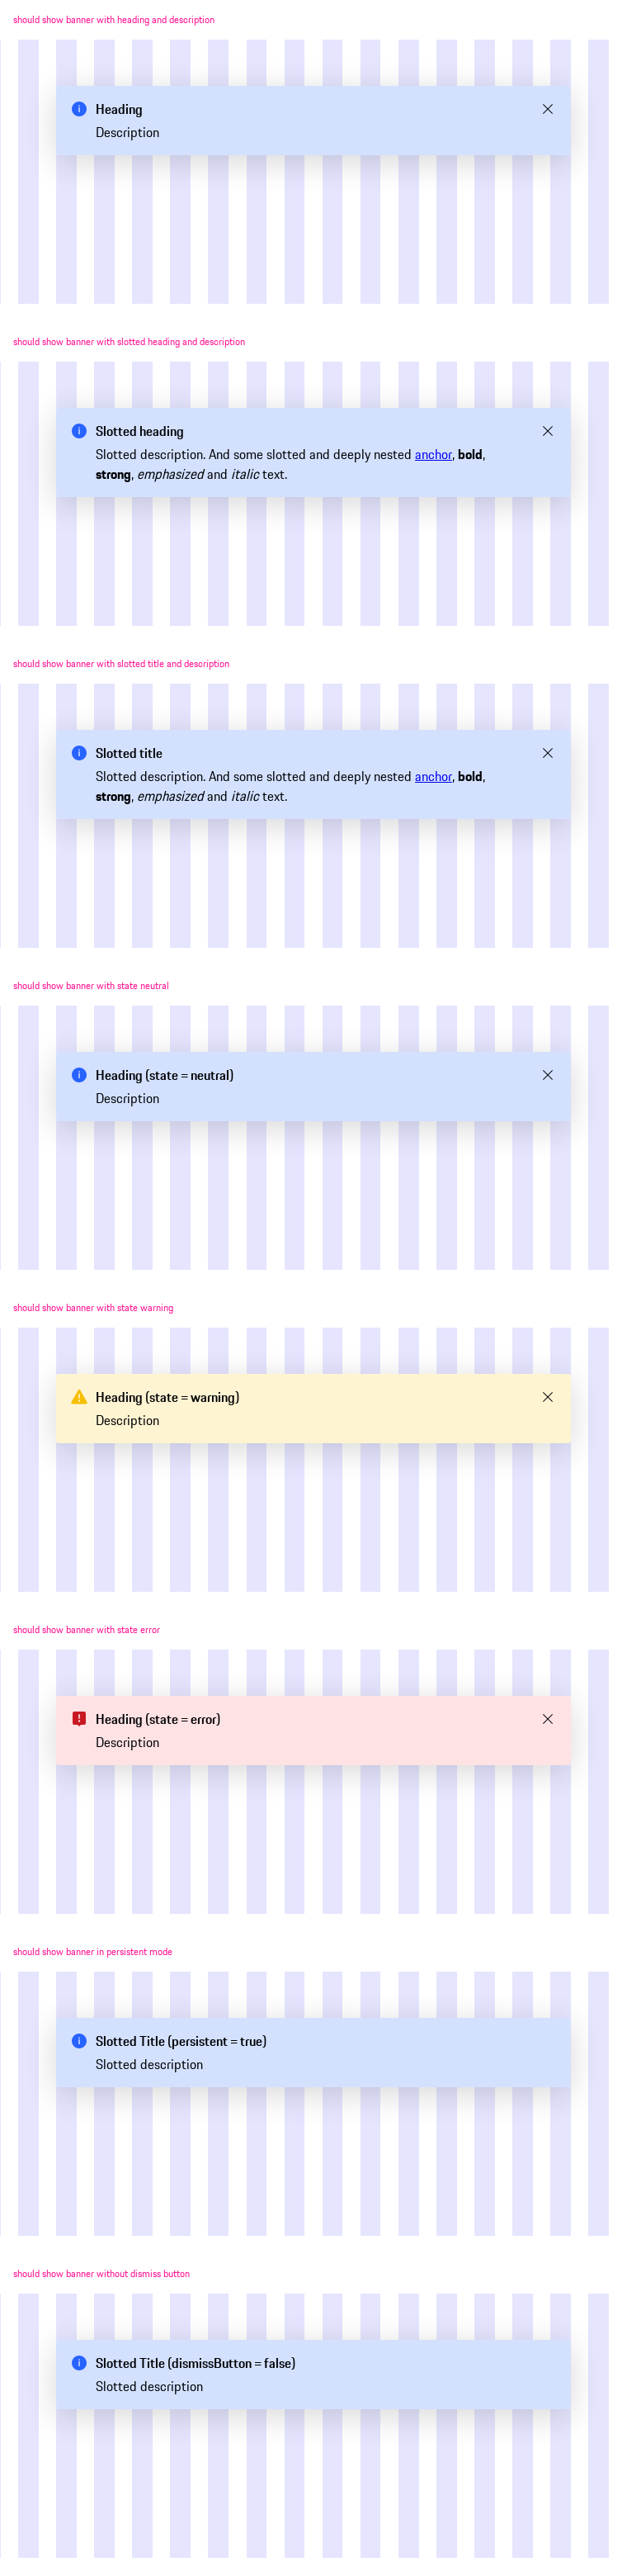 should show banner with heading and description
Heading
Description
should show banner with slotted heading and description
Slotted heading
Slotted description. And some slotted and deeply nested anchor, bold,
strong, emphasized and italic text.
should show banner with slotted title and description
Slotted title
Slotted description. And some slotted and deeply nested anchor, bold,
strong, emphasized and italic text.
should show banner with state neutral
Heading (state = neutral)
Description
should show banner with state warning
Heading (state = warning)
Description
should show banner with state error
Heading (state = error)
Description
should show banner in persistent mode
Slotted Title (persistent = true)
Slotted description
should show banner without dismiss button
Slotted Title (dismissButton = false)
Slotted description